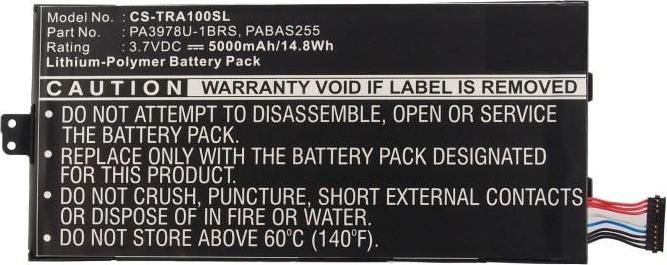 Model No. : CS-TRA100SL
P/No. : PA3978U-1BRS, PABAS255
Rating : 3.7VDC ⎓ 5000mAh/14.8Wh
Lithium-Polymer Battery Pack
CAUTION WARRANTY VOID IF LABEL IS REMOVED
• DO NOT ATTEMPT TO DISASSEMBLE, OPEN OR SERVICE
THE BATTERY PACK.
• REPLACE ONLY WITH THE BATTERY PACK DESIGNATED
FOR THIS PRODUCT.
• DO NOT CRUSH, PUNCTURE, SHORT EXTERNAL CONTACTS
OR DISPOSE OF IN FIRE OR WATER.
• DO NOT STORE ABOVE 60°C (140°F).